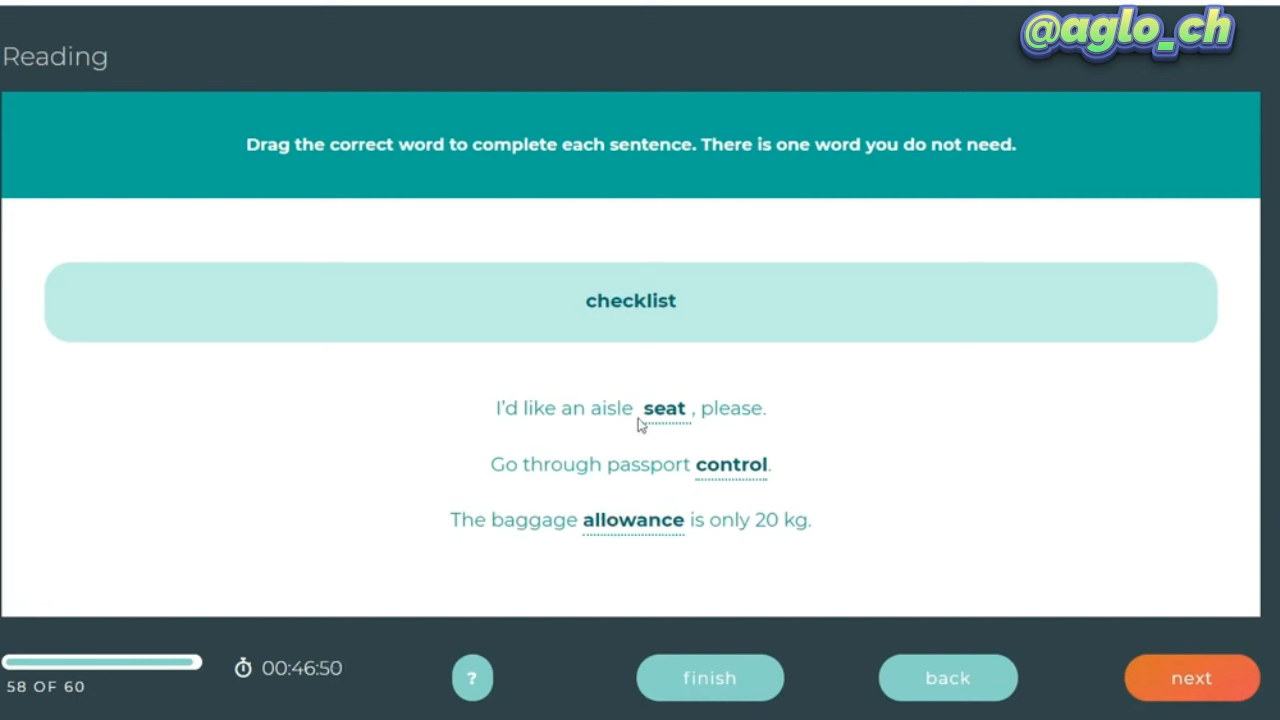 @aglo_ch
Reading
Drag the correct word to complete each sentence. There is one word you do not need.
checklist
I'd like an aisle seat , please.
Go through passport control.
The baggage allowance is only 20 kg.
00:46:50
58 OF 60
?
finish
back
next